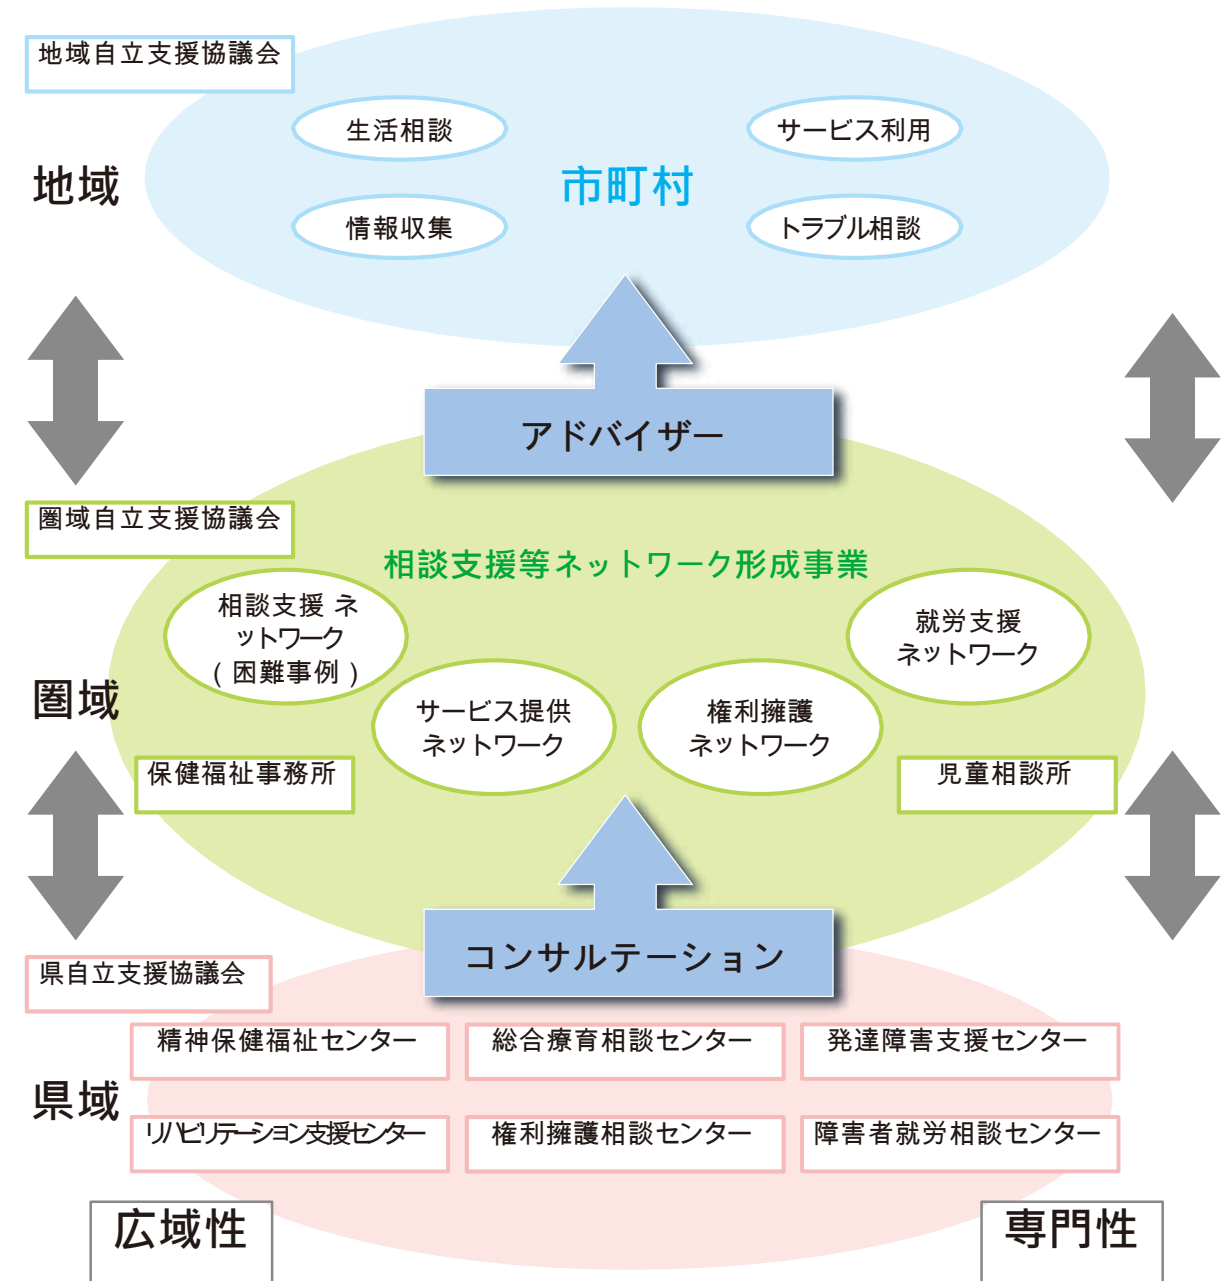 地域自立支援協議会
生活相談
サービス利用
地域
市町村
情報収集
トラブル相談
アドバイザー
圏域自立支援協議会
相談支援等ネットワーク形成事業
相談支援 ネ
ットワーク
(困難事例)
就労支援
ネットワーク
圏域
サービス提供
ネットワーク
権利擁護
ネットワーク
保健福祉事務所
児童相談所
コンサルテーション
県自立支援協議会
精神保健福祉センター
総合療育相談センター
発達障害支援センター
県域
リハビリテーション支援センター
権利擁護相談センター
障害者就労相談センター
広域性
専門性